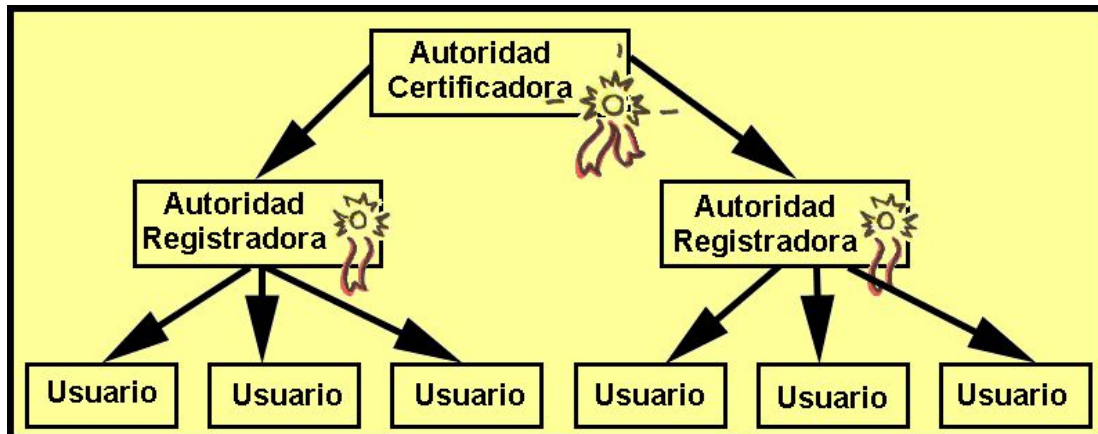 Autoridad
Certificadora
Autoridad
Registradora
Autoridad
Registradora
Usuario
Usuario
Usuario
Usuario
Usuario
Usuario